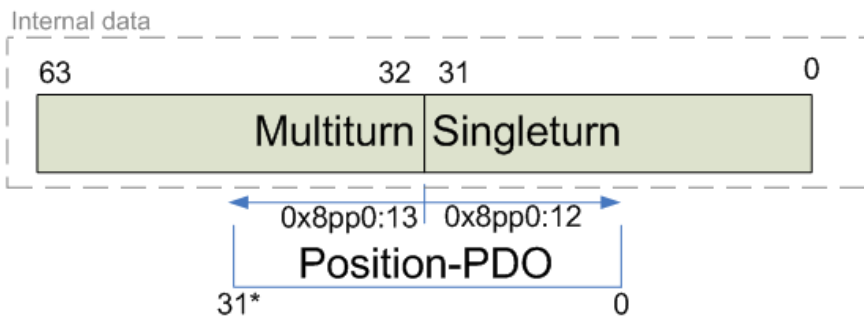 Internal data
63 32 31 0
Multiturn Singleturn
0x8pp0:13 0x8pp0:12
Position-PDO
31* 0